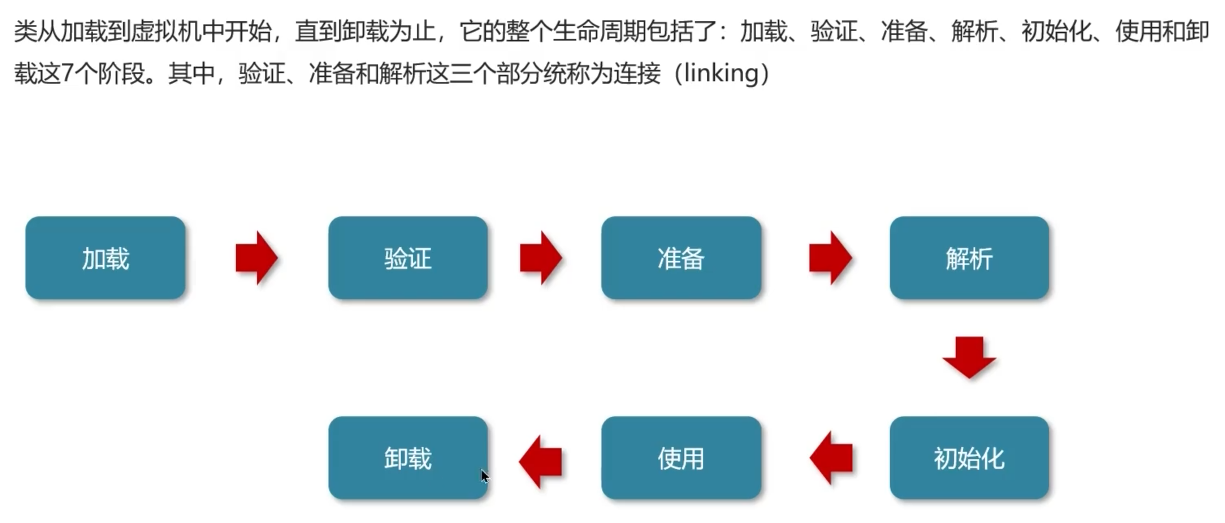 类从加载到虚拟机中开始，直到卸载为止，它的整个生命周期包括了：加载、验证、准备、解析、初始化、使用和卸
载这7个阶段。其中，验证、准备和解析这三个部分统称为连接（linking）
加载
验证
准备
解析
卸载
使用
初始化